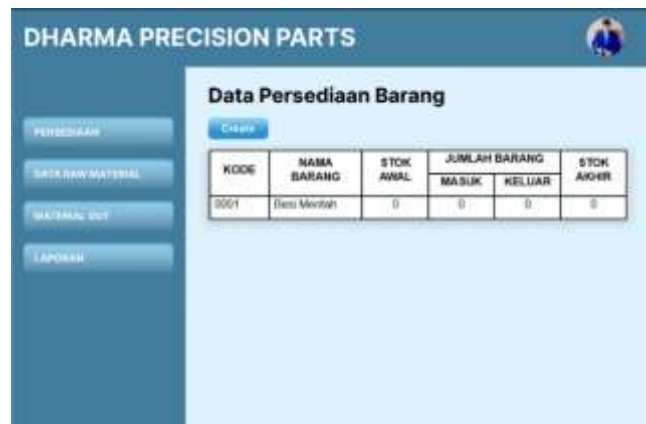 DHARMA PRECISION PARTS
Data Persediaan Barang
PERSEDIAAN
Create
DATA RAW MATERIAL
MATERIAL OUT
LAPORAN
KODE NAMA BARANG STOK AWAL JUMLAH BARANG STOK AKHIR
MASUK KELUAR
0001 Besi Mentah 0 0 0 0